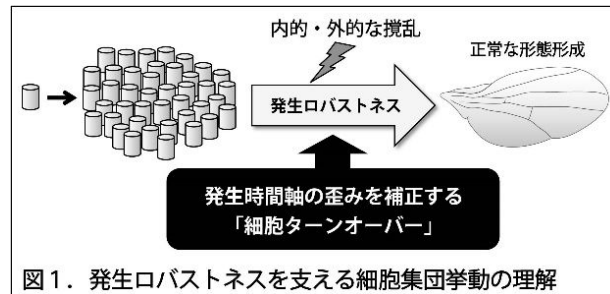 内的・外的な撹乱
正常な形態形成
発生ロバストネス
発生時間軸の歪みを補正する
「細胞ターンオーバー」
図1．発生ロバストネスを支える細胞集団挙動の理解